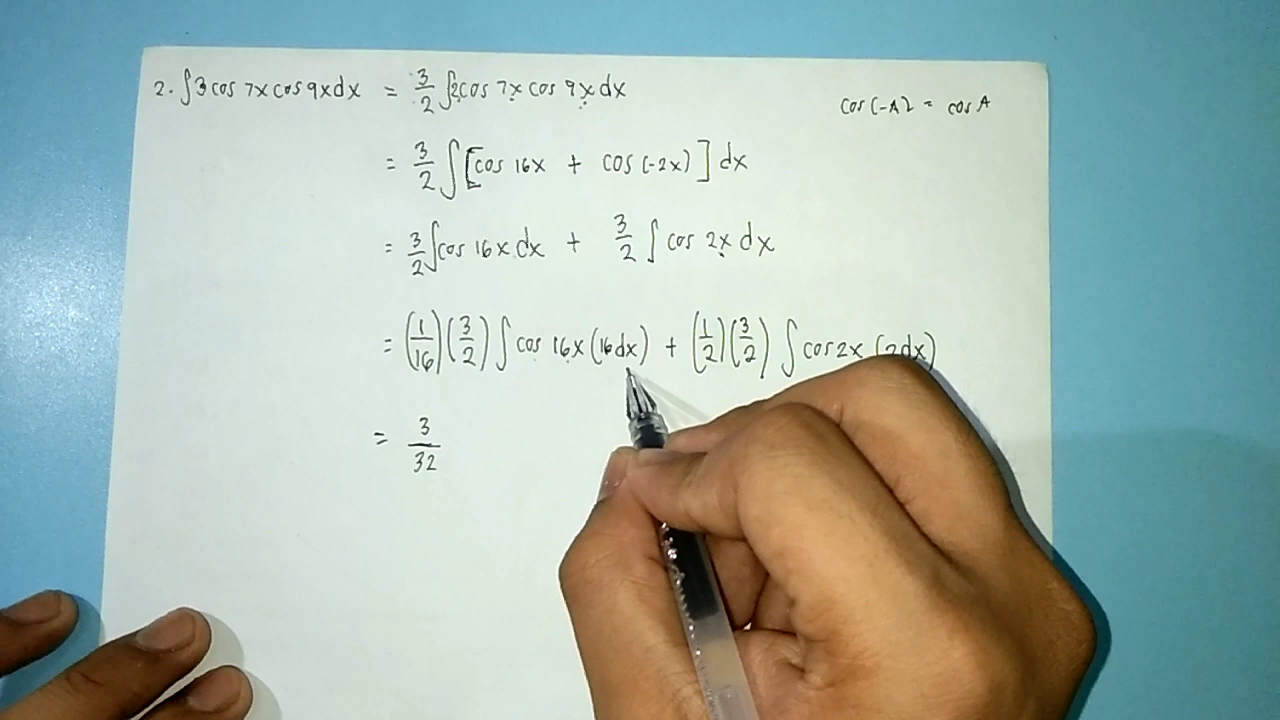 2. ∫3 cos 7x cos 9x dx = 3/2 ∫2cos 7x cos 9x dx
cos(-A) = cos A
= 3/2 ∫[cos 16x + cos (-2x)] dx
= 3/2 ∫cos 16x dx + 3/2 ∫cos 2x dx
= (1/16)(3/2) ∫cos 16x (16dx) + (1/2)(3/2) ∫cos 2x (2dx)
= 3/32